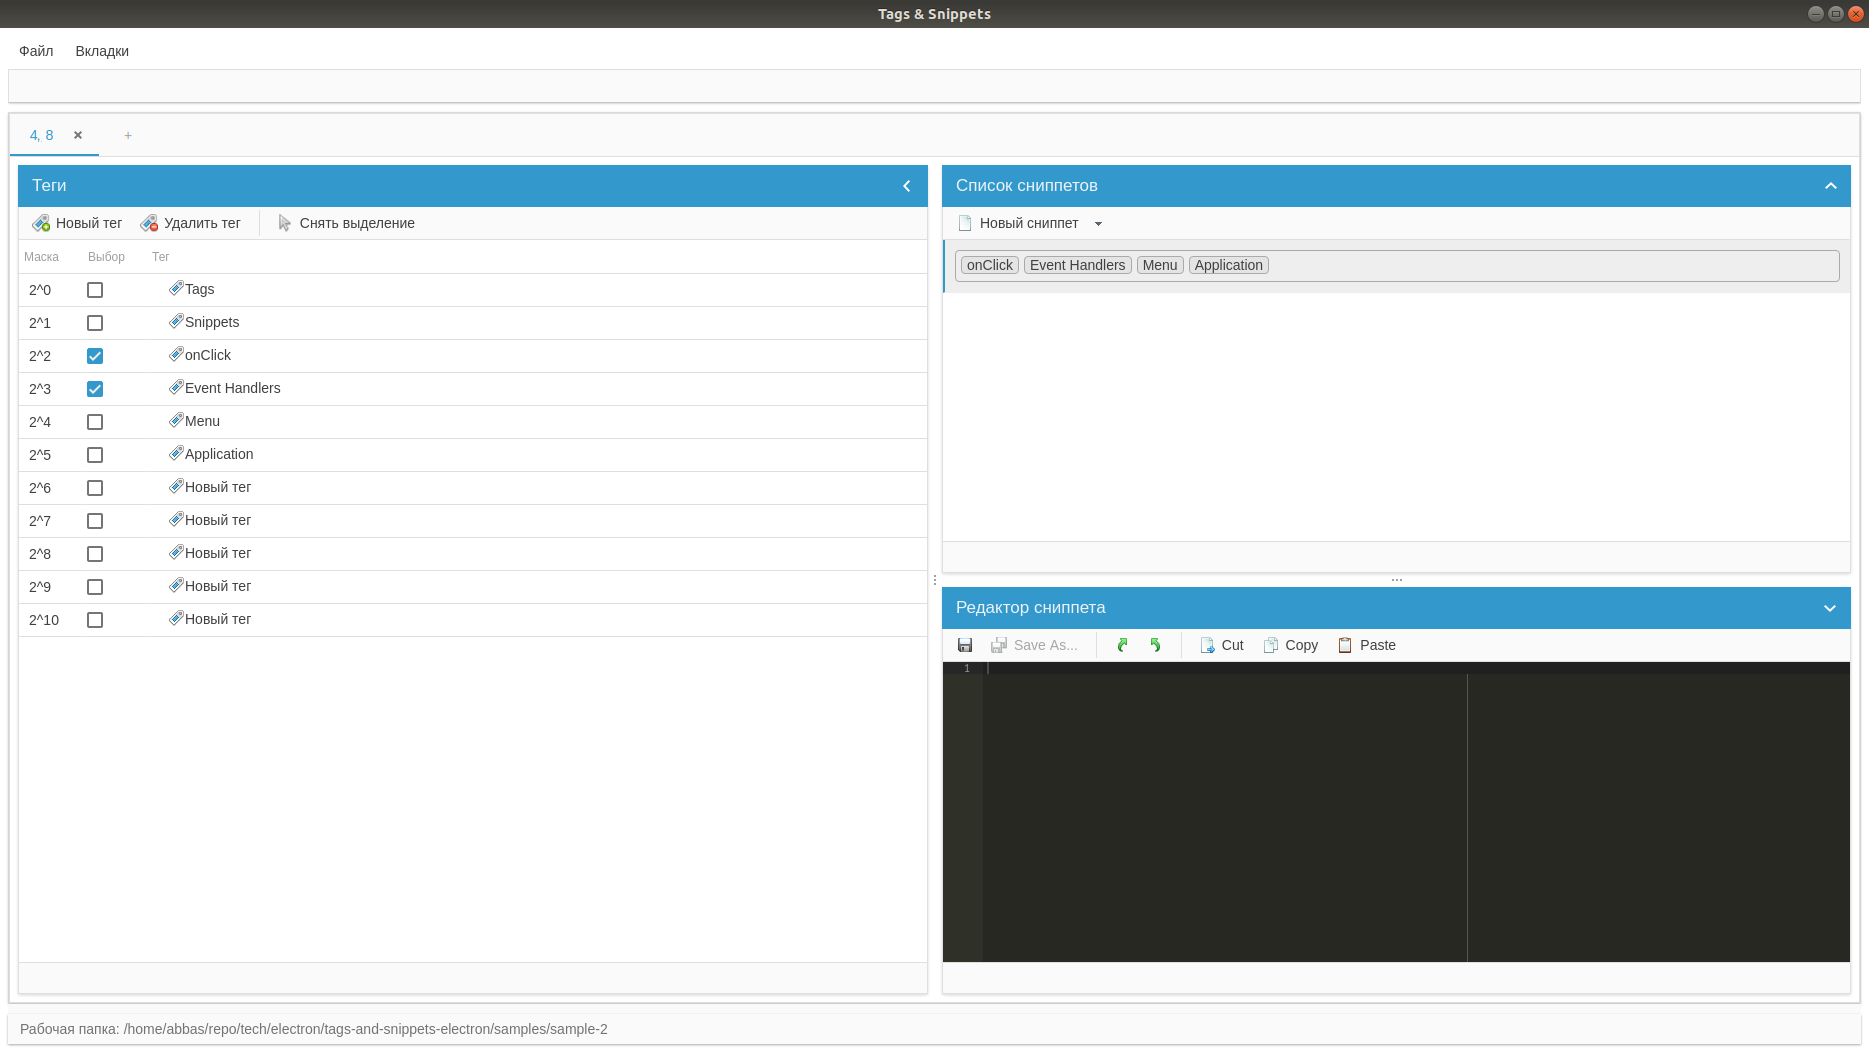 Tags & Snippets
Файл Вкладки
4, 8 × +
Теги
Новый тег Удалить тег Снять выделение
Маска Выбор Тег
2^0 Tags
2^1 Snippets
2^2 onClick
2^3 Event Handlers
2^4 Menu
2^5 Application
2^6 Новый тег
2^7 Новый тег
2^8 Новый тег
2^9 Новый тег
2^10 Новый тег
Список сниппетов
Новый сниппет
onClick Event Handlers Menu Application
Редактор сниппета
Save As... Cut Copy Paste
1
Рабочая папка: /home/abbas/repo/tech/electron/tags-and-snippets-electron/samples/sample-2